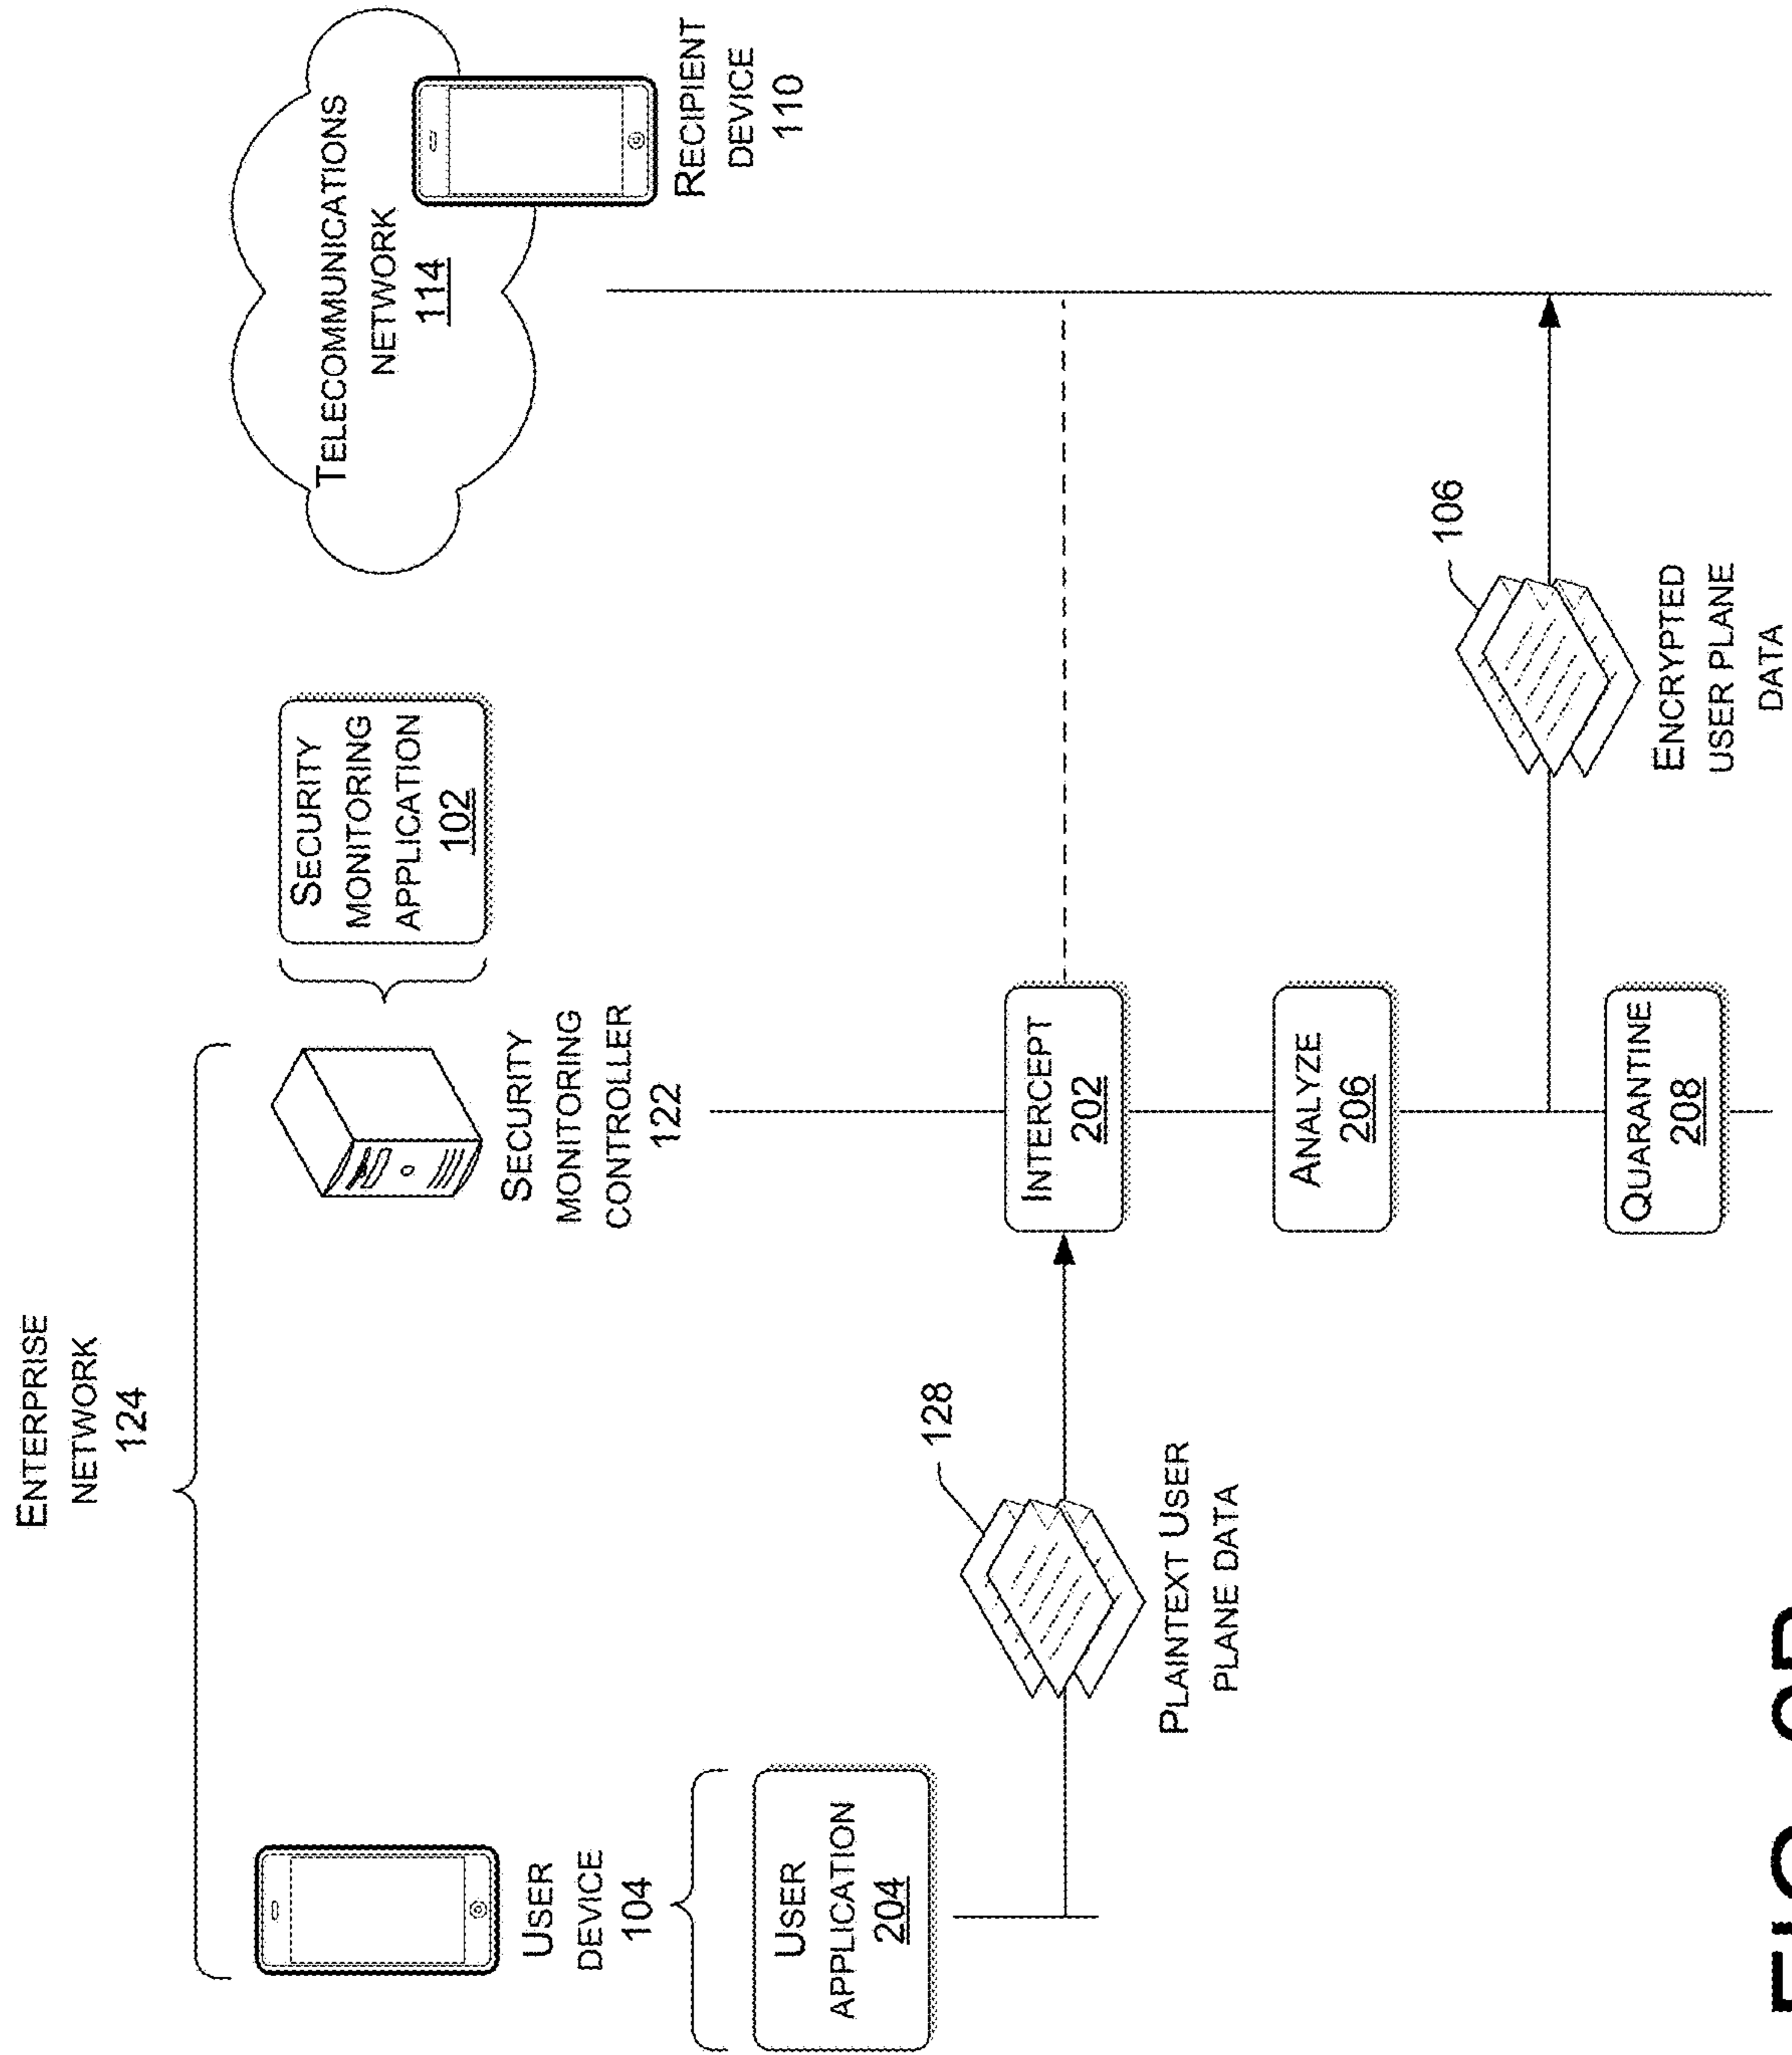 ENTERPRISE
NETWORK
124
USER
DEVICE
104
USER
APPLICATION
204
SECURITY
MONITORING
CONTROLLER
122
SECURITY
MONITORING
APPLICATION
102
TELECOMMUNICATIONS
NETWORK
114
RECIPIENT
DEVICE
110
128
PLAINTEXT USER
PLANE DATA
INTERCEPT
202
ANALYZE
206
106
ENCRYPTED
USER PLANE
DATA
QUARANTINE
208